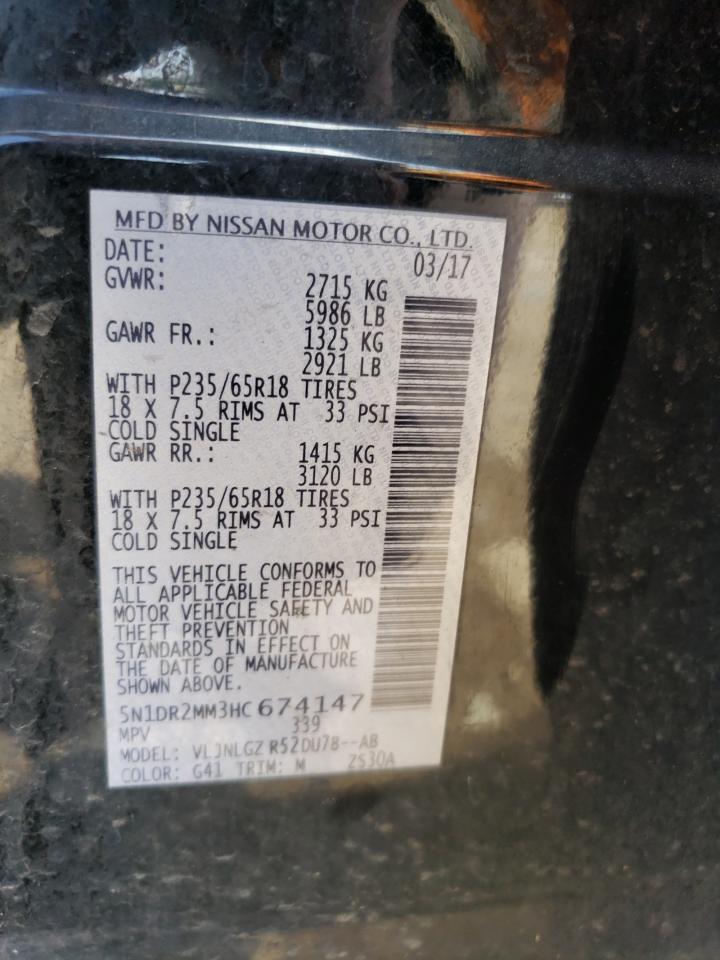 MFD BY NISSAN MOTOR CO., LTD.
DATE: 03/17
GVWR: 2715 KG
5986 LB
GAWR FR.: 1325 KG
2921 LB
WITH P235/65R18 TIRES
18 X 7.5 RIMS AT 33 PSI
COLD SINGLE
GAWR RR.: 1415 KG
3120 LB
WITH P235/65R18 TIRES
18 X 7.5 RIMS AT 33 PSI
COLD SINGLE
THIS VEHICLE CONFORMS TO
ALL APPLICABLE FEDERAL
MOTOR VEHICLE SAFETY AND
THEFT PREVENTION
STANDARDS IN EFFECT ON
THE DATE OF MANUFACTURE
SHOWN ABOVE.
5N1DR2MM3HC674147
MPV 339
MODEL: VLJNLGZ R52DU7B--AB
COLOR: G41 TRIM: M ZS30A